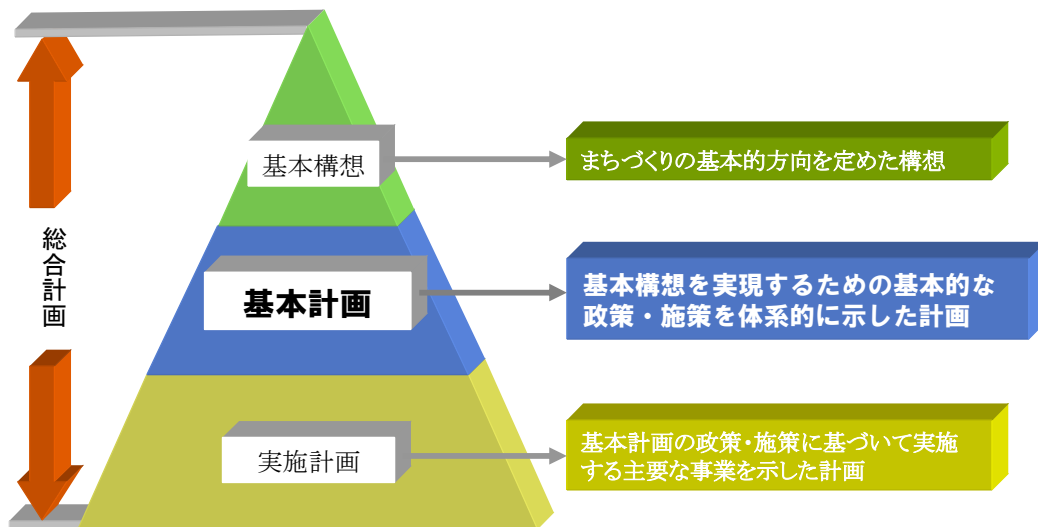 総合計画
基本構想
まちづくりの基本的方向を定めた構想
基本計画
基本構想を実現するための基本的な
政策・施策を体系的に示した計画
実施計画
基本計画の政策・施策に基づいて実施
する主要な事業を示した計画